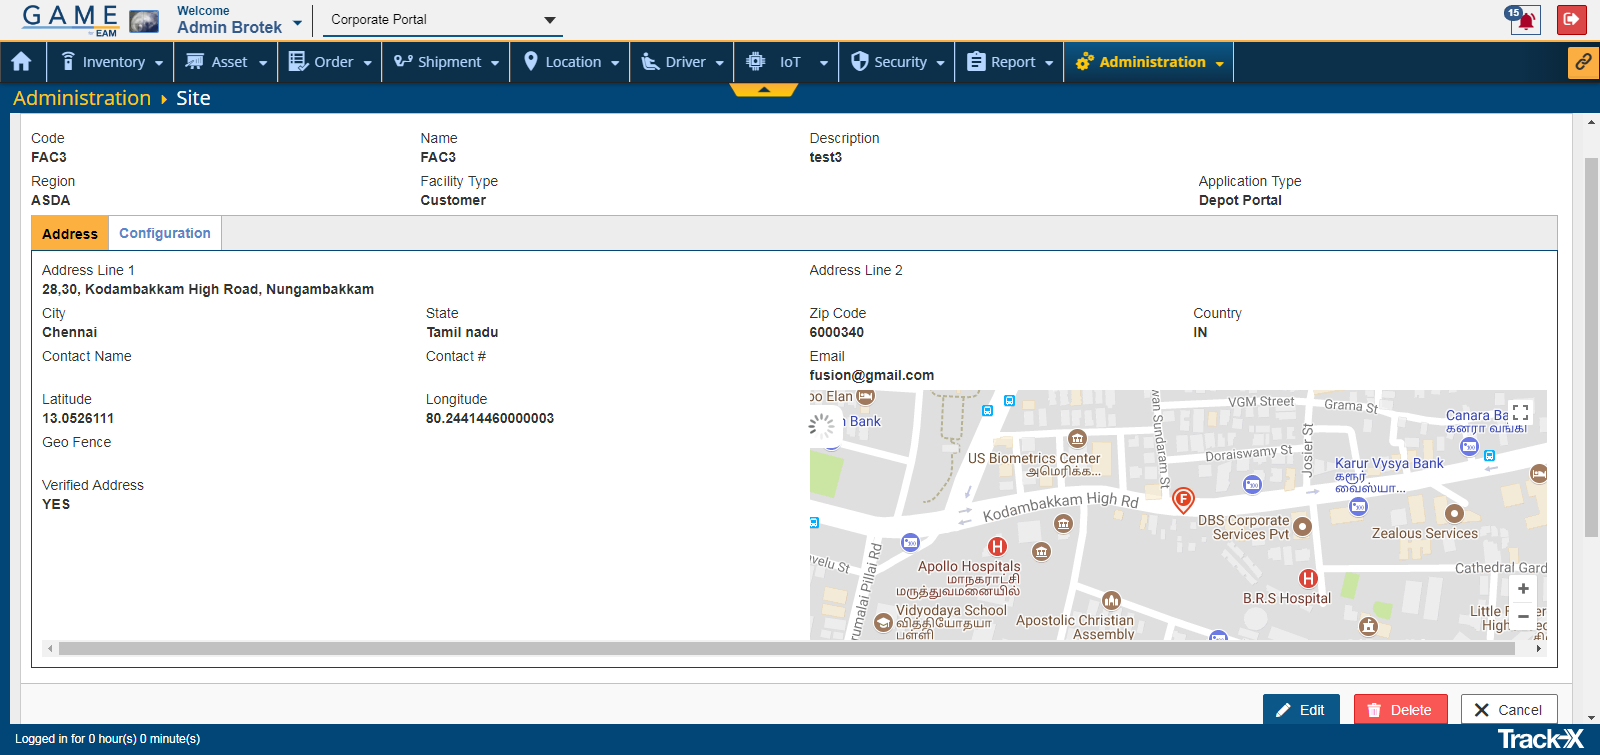 GAME
by EAM
Welcome
Admin Brotek
Corporate Portal
15
Inventory
Asset
Order
Shipment
Location
Driver
IoT
Security
Report
Administration
Administration Site
Code
FAC3
Name
FAC3
Description
test3
Region
ASDA
Facility Type
Customer
Application Type
Depot Portal
Address
Configuration
Address Line 1
28,30, Kodambakkam High Road, Nungambakkam
Address Line 2
City
Chennai
State
Tamil nadu
Zip Code
6000340
Country
IN
Contact Name
Contact #
Email
fusion@gmail.com
Latitude
13.0526111
Longitude
80.24414460000003
Geo Fence
Verified Address
YES
oo Elan
Bank
VGM Street
Grama St
Canara Ba
கனரா வங்கி
wan Sundaram St
Josier St
US Biometrics Center
அமெரிக்க...
Doraiswamy St
Karur Vysya Bank
கரூர்
வைஸ்யா...
Kodambakkam High Rd
F
DBS Corporate
Services Pvt
Zealous Services
velu St
rumalai Pillai Rd
H
Apollo Hospitals
மாநகராட்சி
மருத்துவமனையில்
H
B.R.S Hospital
Cathedral Gard
Vidyodaya School
வித்தியோதயா
பள்ளி
Apostolic Christian
Assembly
Little F
High
+
−
Edit
Delete
Cancel
Logged in for 0 hour(s) 0 minute(s)
Track-X